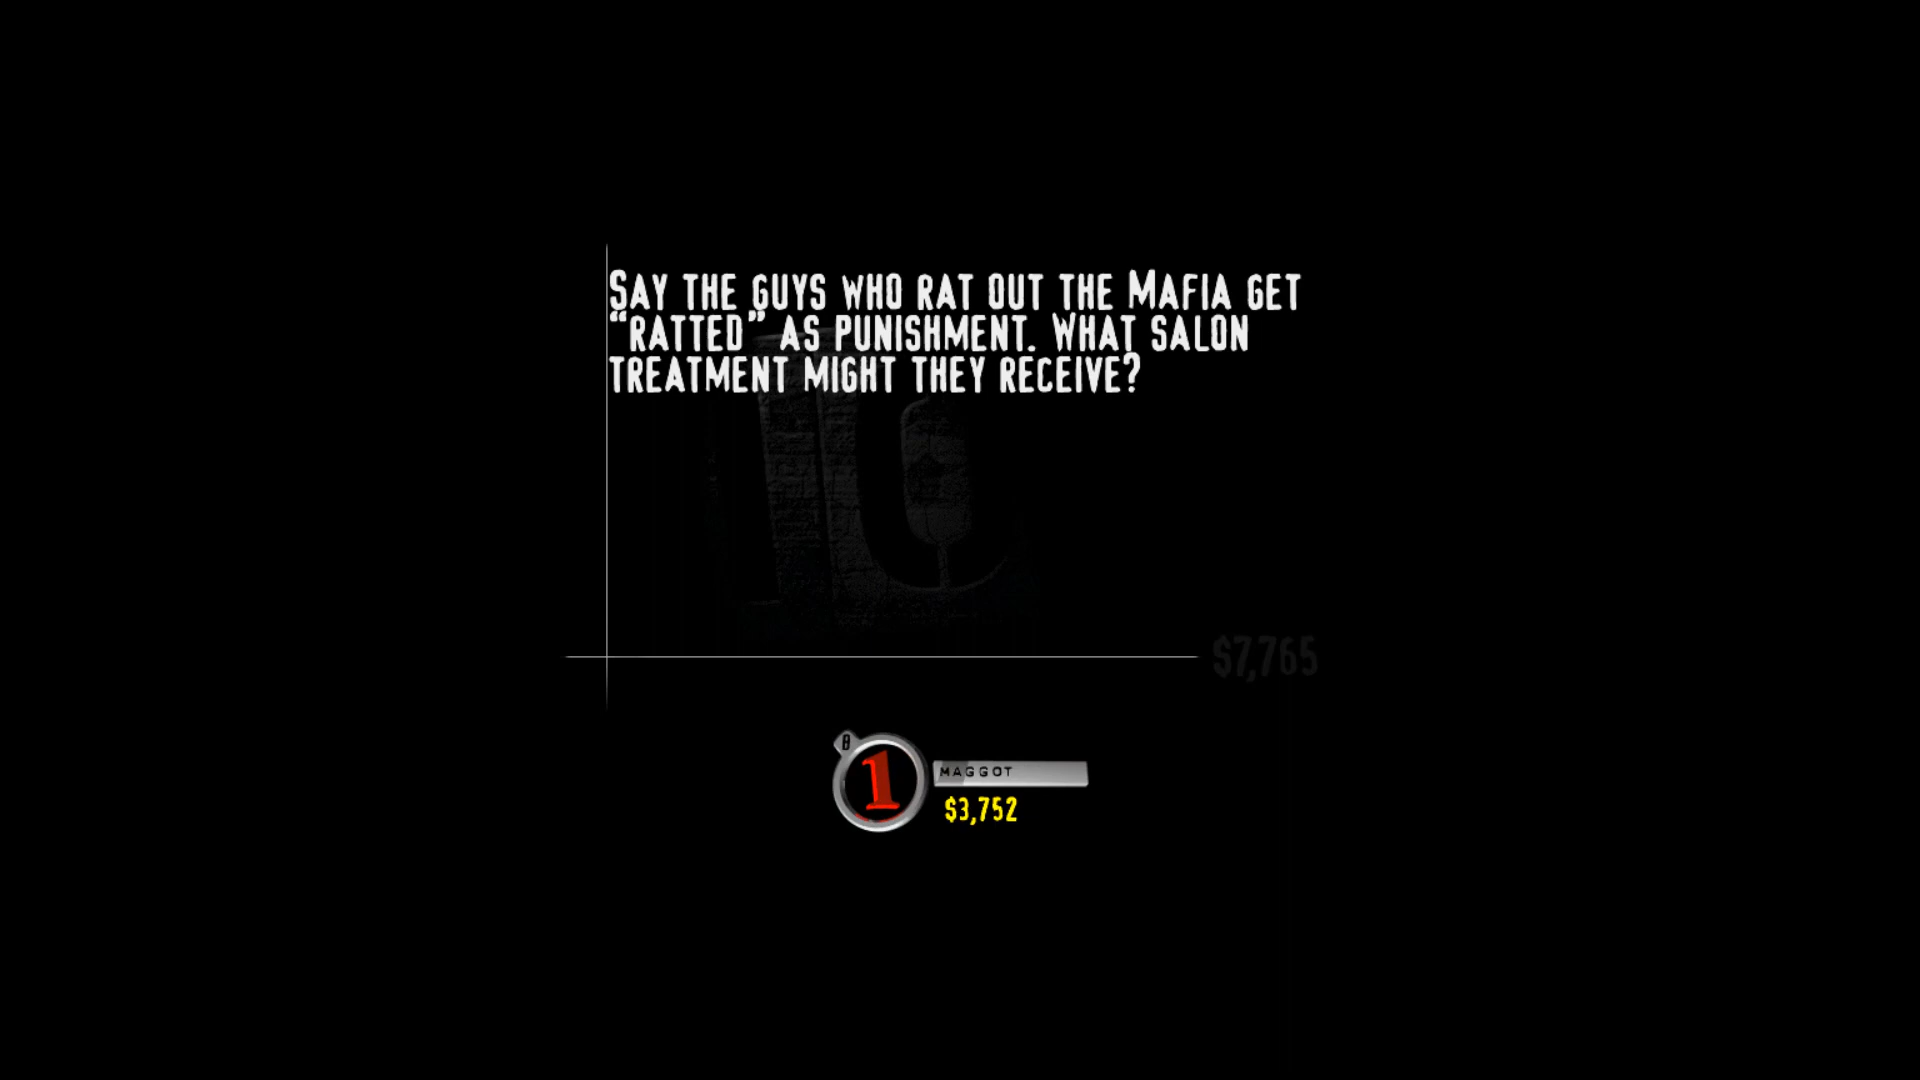 Say the guys who rat out the Mafia get
“ratted” as punishment. What salon
treatment might they receive?
10
$7,765
8
1
MAGGOT
$3,752